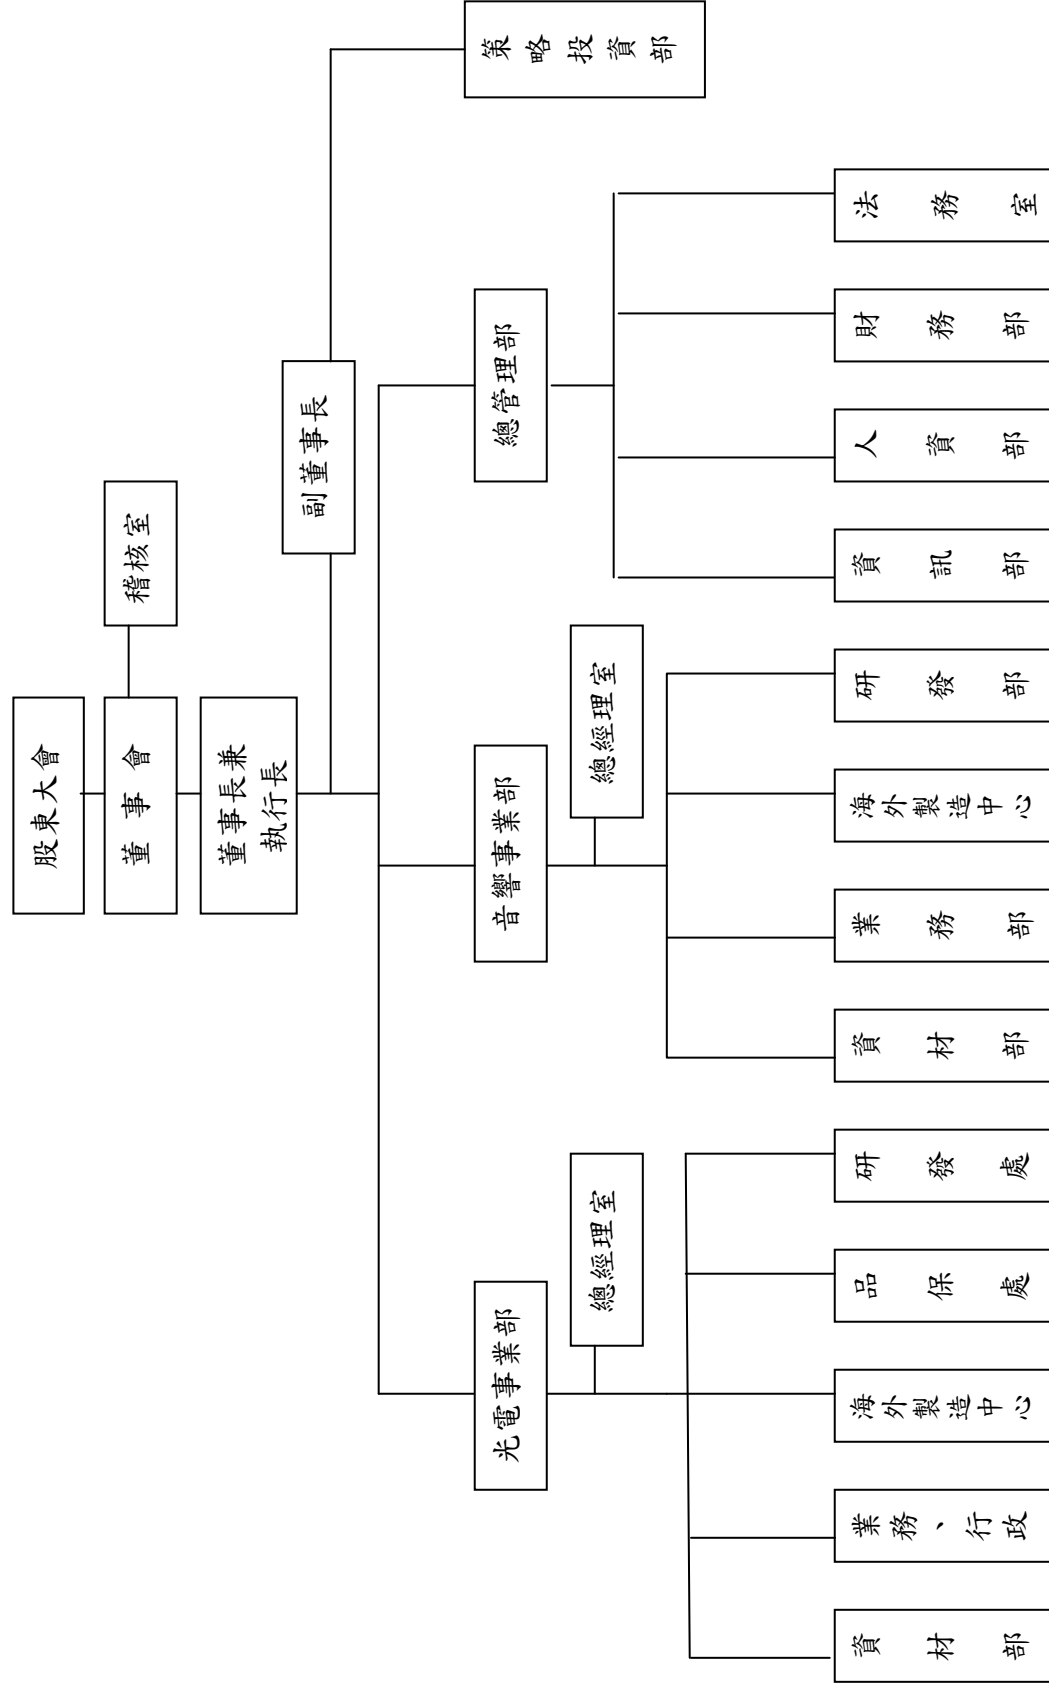 股東大會
董事會
稽核室
董事長兼
執行長
副董事長
策略投資部
光電事業部
音響事業部
總管理部
總經理室
總經理室
資材部
業務、行政
海外製造中心
品保處
研發處
資材部
業務部
海外製造中心
研發部
資訊部
人資部
財務部
法務室